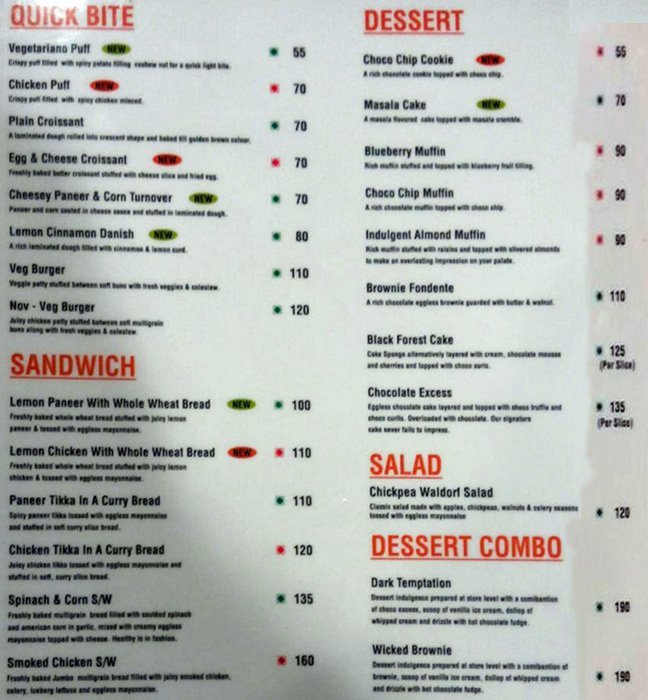 QUICK BITE
Vegetariano Puff NEW 55
Crispy puff filled with spicy potato filling cashew nut for a quick light bite.
Chicken Puff NEW 70
Crispy puff filled with spicy chicken minced.
Plain Croissant 70
A laminated dough rolled into crescent shape and baked till golden brown colour.
Egg & Cheese Croissant NEW 70
Freshly baked butter croissant stuffed with cheese slice and fried egg.
Cheesey Paneer & Corn Turnover NEW 70
Paneer and corn sauted in cheese sauce and stuffed in laminated dough.
Lemon Cinnamon Danish NEW 80
A rich laminated dough filled with cinnamon & lemon curd.
Veg Burger 110
Veggie patty stuffed between soft buns with fresh veggies & coleslaw.
Nov - Veg Burger 120
Juicy chicken patty stuffed between soft multigrain
buns along with fresh veggies & coleslaw.
SANDWICH
Lemon Paneer With Whole Wheat Bread NEW 100
Freshly baked whole wheat bread stuffed with juicy lemon
paneer & tossed with eggless mayonnaise.
Lemon Chicken With Whole Wheat Bread NEW 110
Freshly baked whole wheat bread stuffed with juicy lemon
chicken & tossed with eggless mayonnaise.
Paneer Tikka In A Curry Bread 110
Spicy paneer tikka tossed with eggless mayonnaise
and stuffed in soft curry slice bread.
Chicken Tikka In A Curry Bread 120
Juicy chicken tikka tossed with eggless mayonnaise and
stuffed in soft, curry slice bread.
Spinach & Corn S/W 135
Freshly baked multigrain bread filled with sautéed spinach
and american corn in garlic, mixed with creamy eggless
mayonnaise topped with cheese. Healthy is in fashion.
Smoked Chicken S/W 160
Freshly baked Jumbo multigrain bread filled with juicy smoked chicken,
celery, iceberg lettuce and eggless mayonnaise.
DESSERT
Choco Chip Cookie NEW 55
A rich chocolate cookie topped with choco chip.
Masala Cake NEW 70
A masala flavored cake topped with masala crumble.
Blueberry Muffin 90
Rich muffin stuffed and topped with blueberry fruit filling.
Choco Chip Muffin 90
A rich chocolate muffin topped with choco chip.
Indulgent Almond Muffin 90
Rich muffin stuffed with raisins and topped with silvered almonds
to make an everlasting impression on your palate.
Brownie Fondente 110
A rich chocolate eggless brownie guarded with butter & walnut.
Black Forest Cake 125
Cake Sponge alternatively layered with cream, chocolate mousse (Per Slice)
and cherries and topped with choco curls.
Chocolate Excess 135
Eggless chocolate cake layered and topped with choco truffle and
choco curlls. Overloaded with chocolate. Our signature (Per Slice)
cake never fails to impress.
SALAD
Chickpea Waldorf Salad
Classic salad made with apples, chickpeas, walnuts & celery seasons 120
tossed with eggless mayonnaise
DESSERT COMBO
Dark Temptation
Dessert indulgence prepared at store level with a comibantion 190
of choco excess, scoop of vanilla ice cream, dollop of
whipped cream and drizzle with hot chocolate fudge.
Wicked Brownie
Dessert indulgence prepared at store level with a comibantion of
brownie, scoop of vanilla ice cream, dollop of whipped cream 190
and drizzle with hot chocolate fudge.